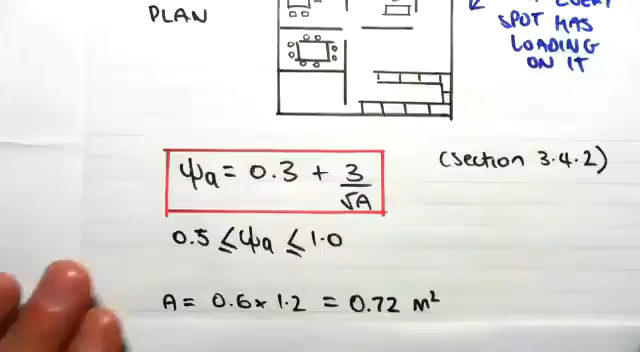 EVERY
PLAN
SPOT HAS
LOADING
ON IT
ψa = 0.3 + 3/√A
(Section 3.4.2)
0.5 ≤ ψa ≤ 1.0
A = 0.6 × 1.2 = 0.72 m²